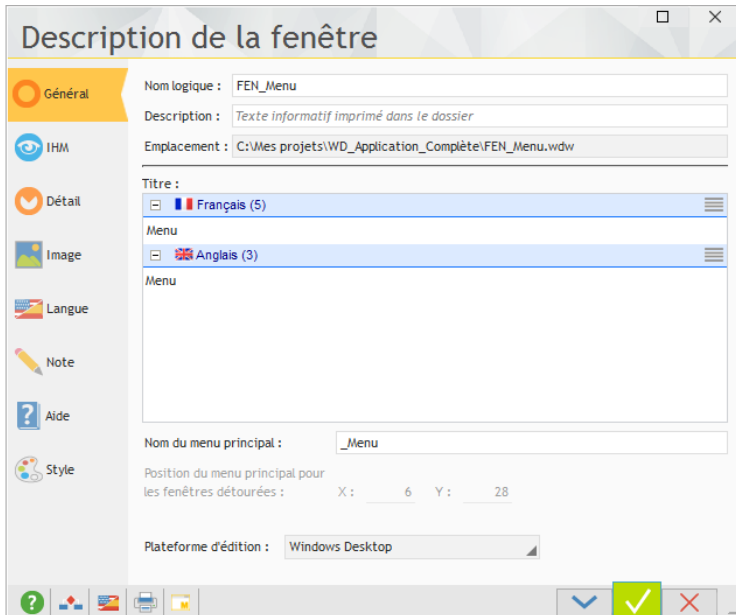 Description de la fenêtre
Général
IHM
Détail
Image
Langue
Note
Aide
Style
Nom logique : FEN_Menu
Description : Texte informatif imprimé dans le dossier
Emplacement : C:\Mes projets\WD_Application_Complète\FEN_Menu.wdw
Titre :
Français (5)
Menu
Anglais (3)
Menu
Nom du menu principal : _Menu
Position du menu principal pour
les fenêtres détourées : X : 6 Y : 28
Plateforme d'édition : Windows Desktop